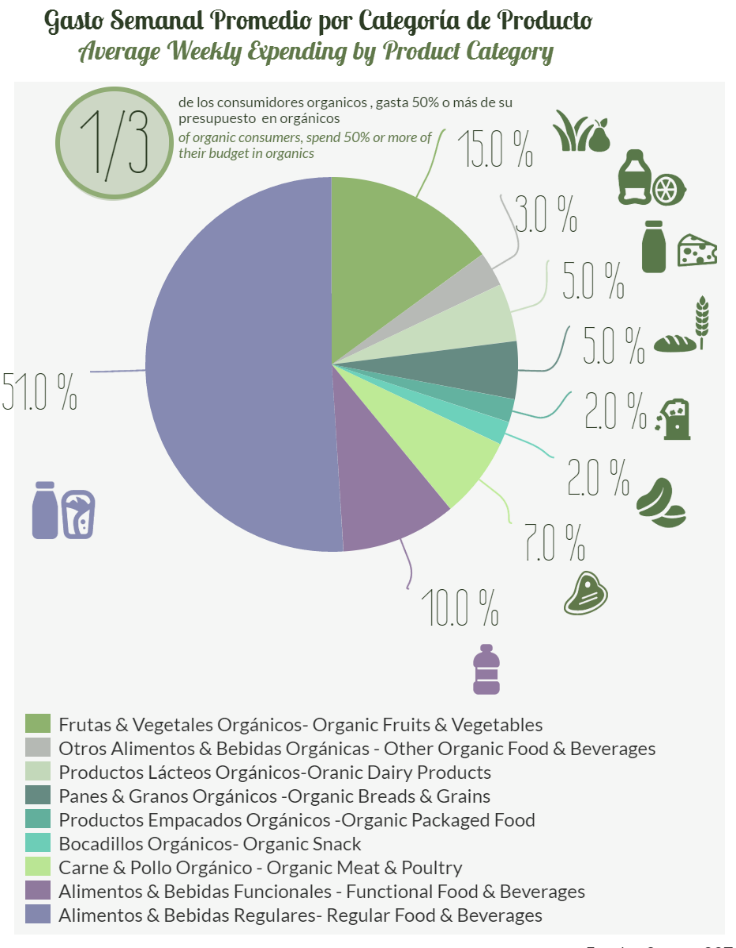 Gasto Semanal Promedio por Categoría de Producto
Average Weekly Expending by Product Category
1/3
de los consumidores organicos , gasta 50% o más de su
presupuesto en orgánicos
of organic consumers, spend 50% or more of
their budget in organics
15.0 %
3.0 %
5.0 %
5.0 %
2.0 %
2.0 %
7.0 %
10.0 %
51.0 %
Frutas & Vegetales Orgánicos- Organic Fruits & Vegetables
Otros Alimentos & Bebidas Orgánicas - Other Organic Food & Beverages
Productos Lácteos Orgánicos-Oranic Dairy Products
Panes & Granos Orgánicos -Organic Breads & Grains
Productos Empacados Orgánicos -Organic Packaged Food
Bocadillos Orgánicos- Organic Snack
Carne & Pollo Orgánico - Organic Meat & Poultry
Alimentos & Bebidas Funcionales - Functional Food & Beverages
Alimentos & Bebidas Regulares- Regular Food & Beverages